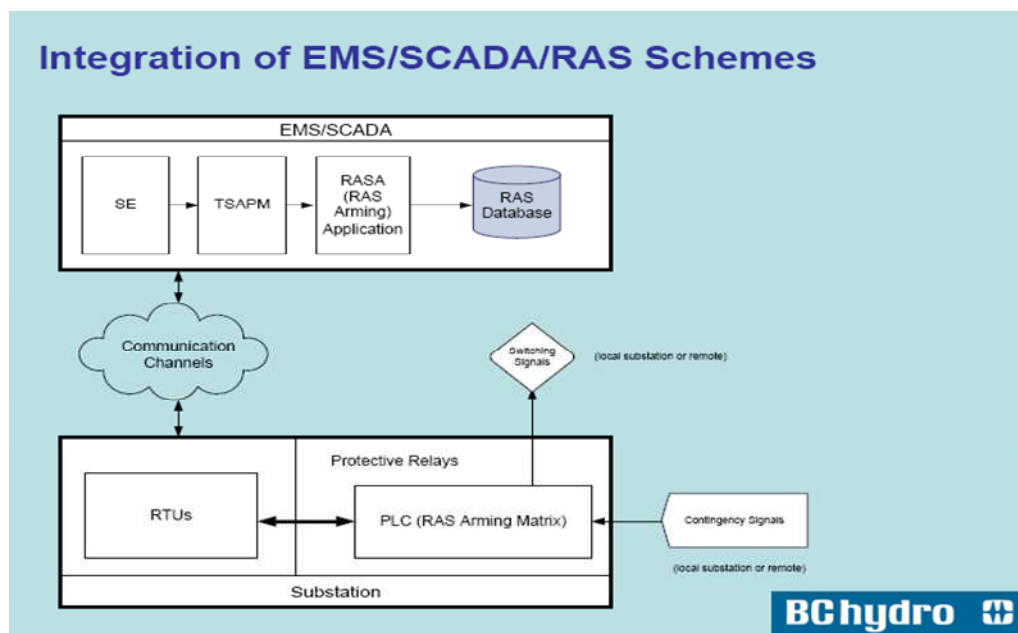 Integration of EMS/SCADA/RAS Schemes
EMS/SCADA
SE
TSAPM
RASA
(RAS
Arming)
Application
RAS
Database
Communication
Channels
Switching
Signals
(local substation or remote)
Protective Relays
RTUs
PLC (RAS Arming Matrix)
Contingency Signals
(local substation or remote)
Substation
BChydro